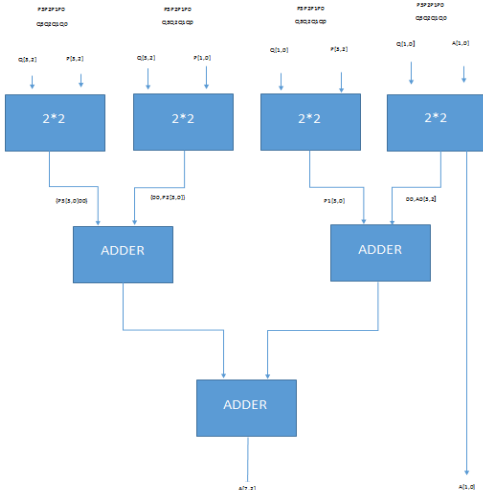 P3P2P1P0
Q3Q2Q1Q0
P3P2P1P0
Q3Q2Q1Q0
P3P2P1P0
Q3Q2Q1Q0
P3P2P1P0
Q3Q2Q1Q0
Q[3,2]
P[3,2]
Q[3,2]
P[1,0]
Q[1,0]
P[3,2]
Q[1,0]
A[1,0]
2*2
2*2
2*2
2*2
(P3[3,0]00)
(00,P2[3,0])
P1[3,0]
00,A0[3,2]
ADDER
ADDER
ADDER
A[7,2]
A[1,0]